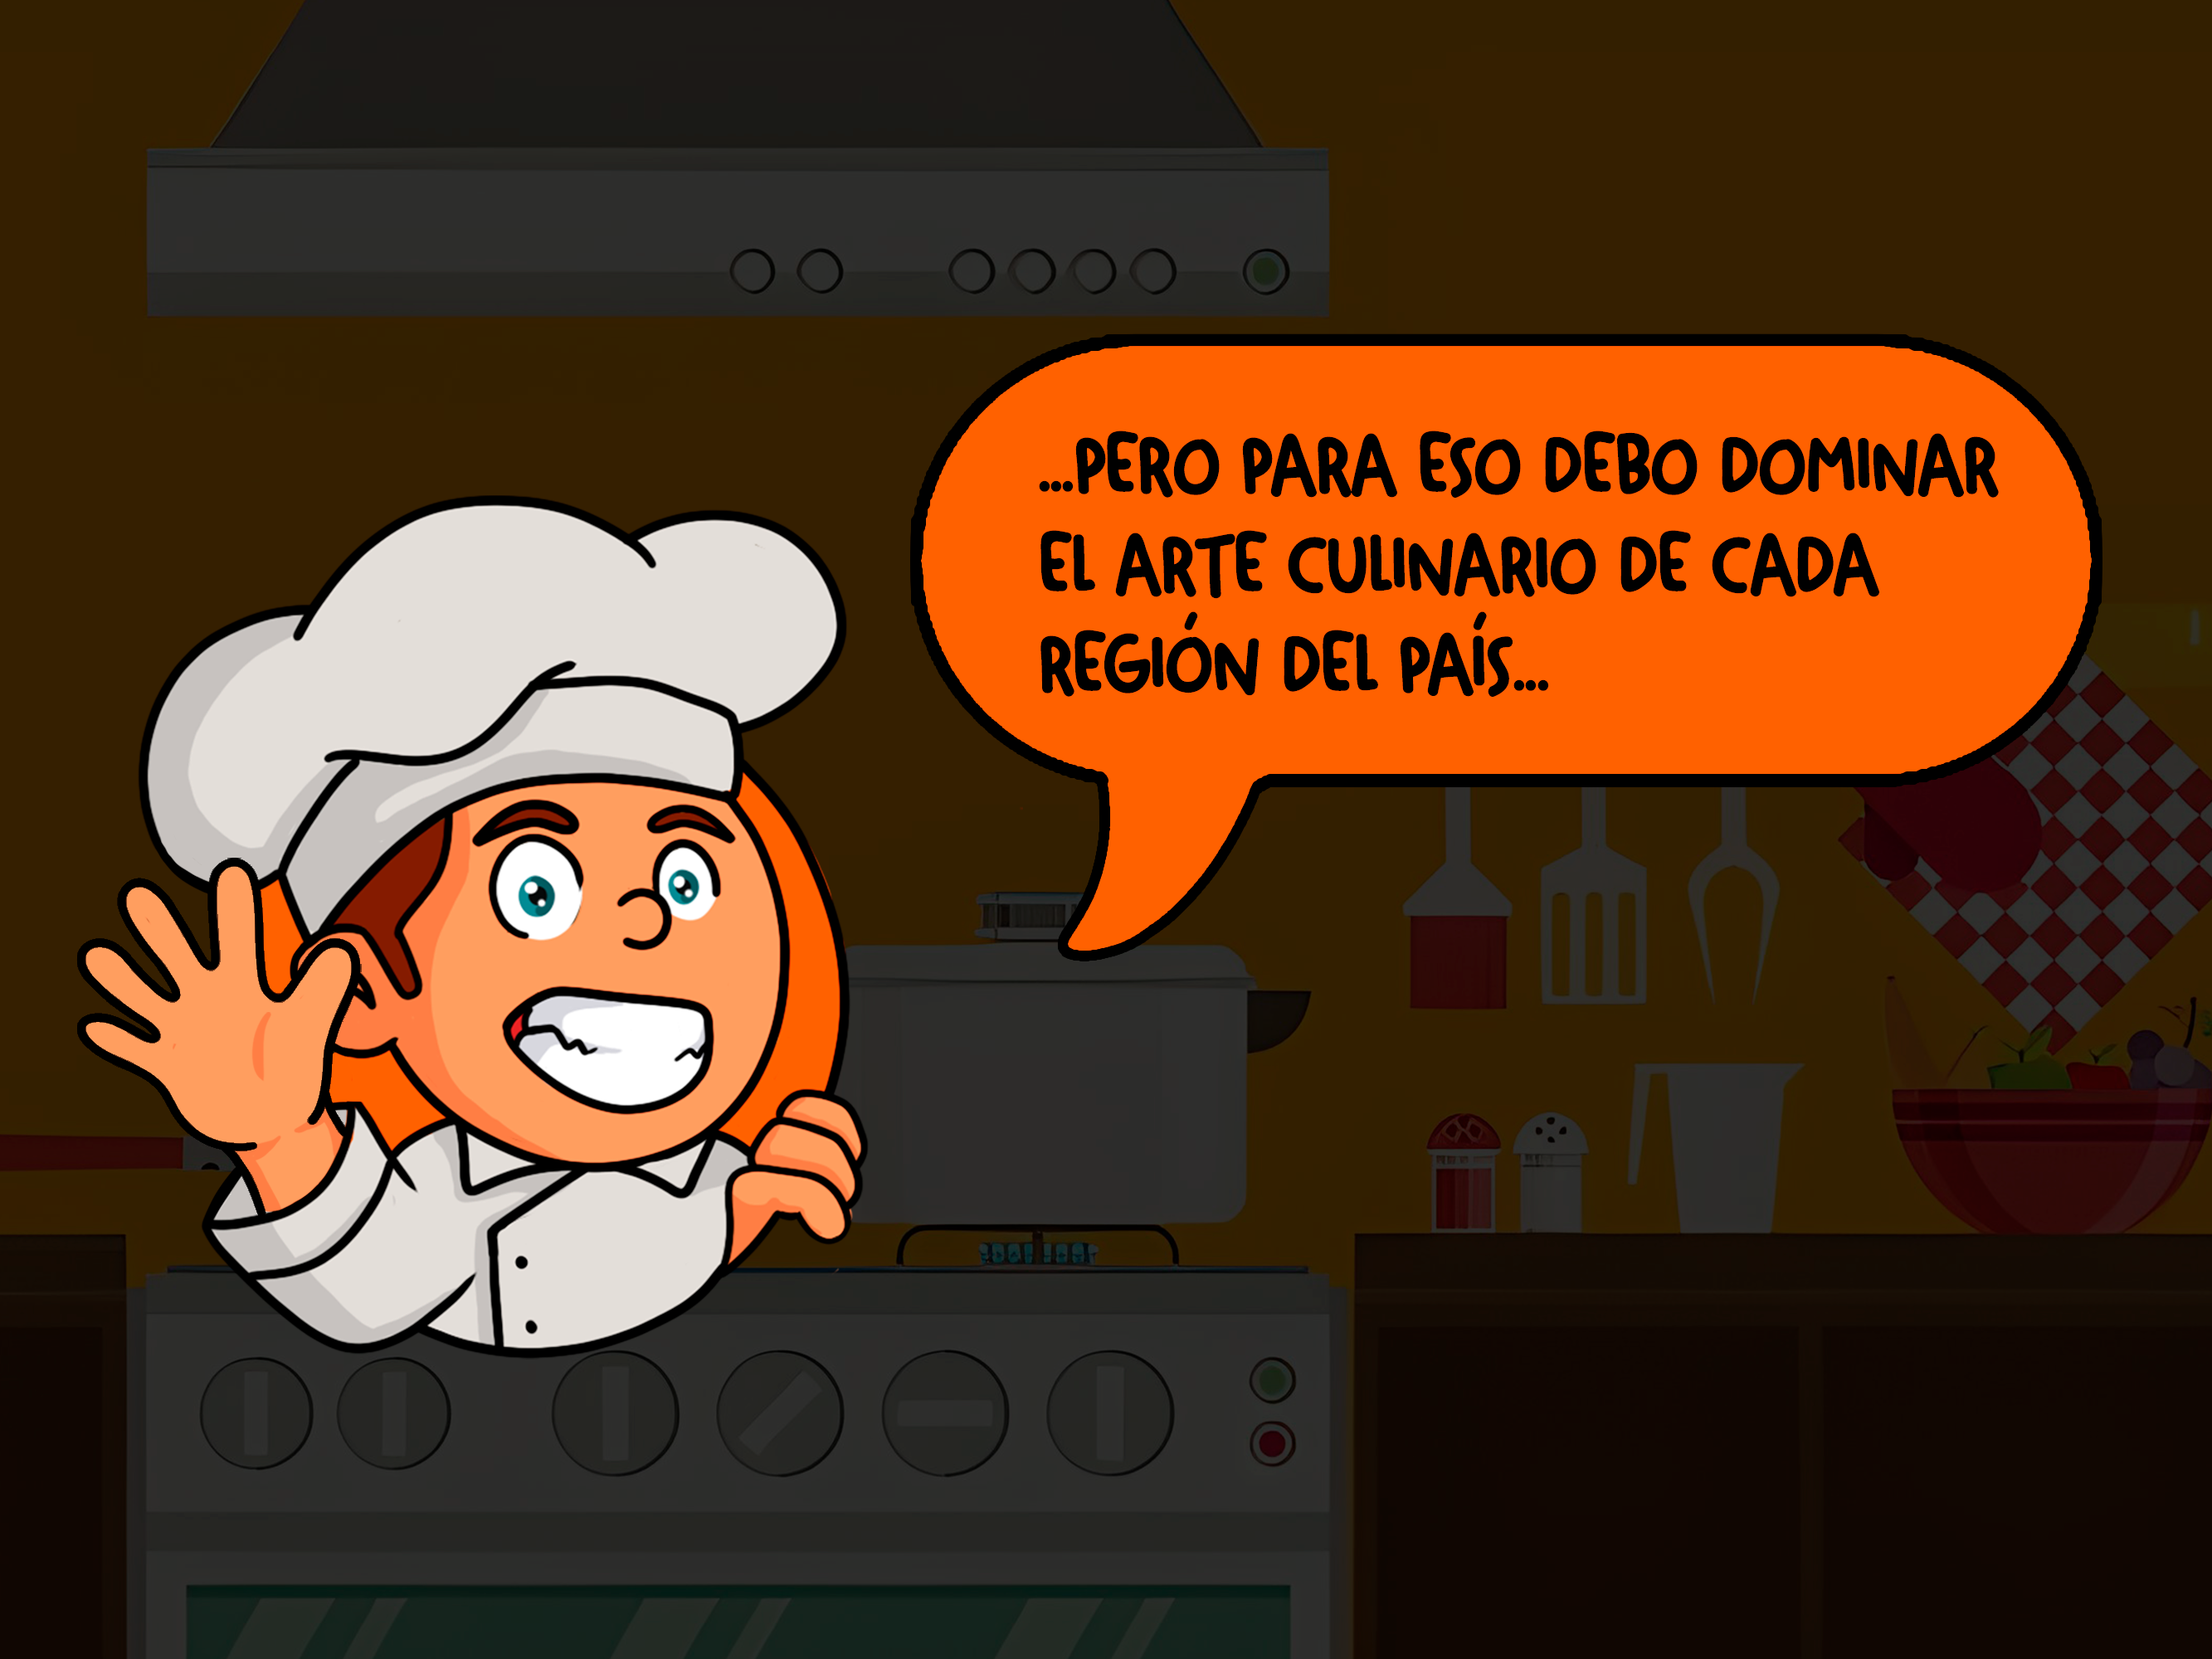 ...PERO PARA ESO DEBO DOMINAR
EL ARTE CULINARIO DE CADA
REGIÓN DEL PAÍS...